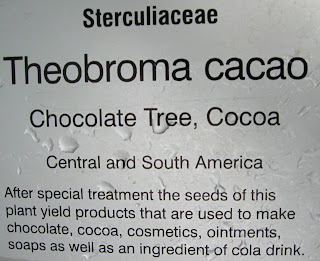 Sterculiaceae
Theobroma cacao
Chocolate Tree, Cocoa
Central and South America
After special treatment the seeds of this
plant yield products that are used to make
chocolate, cocoa, cosmetics, ointments,
soaps as well as an ingredient of cola drink.